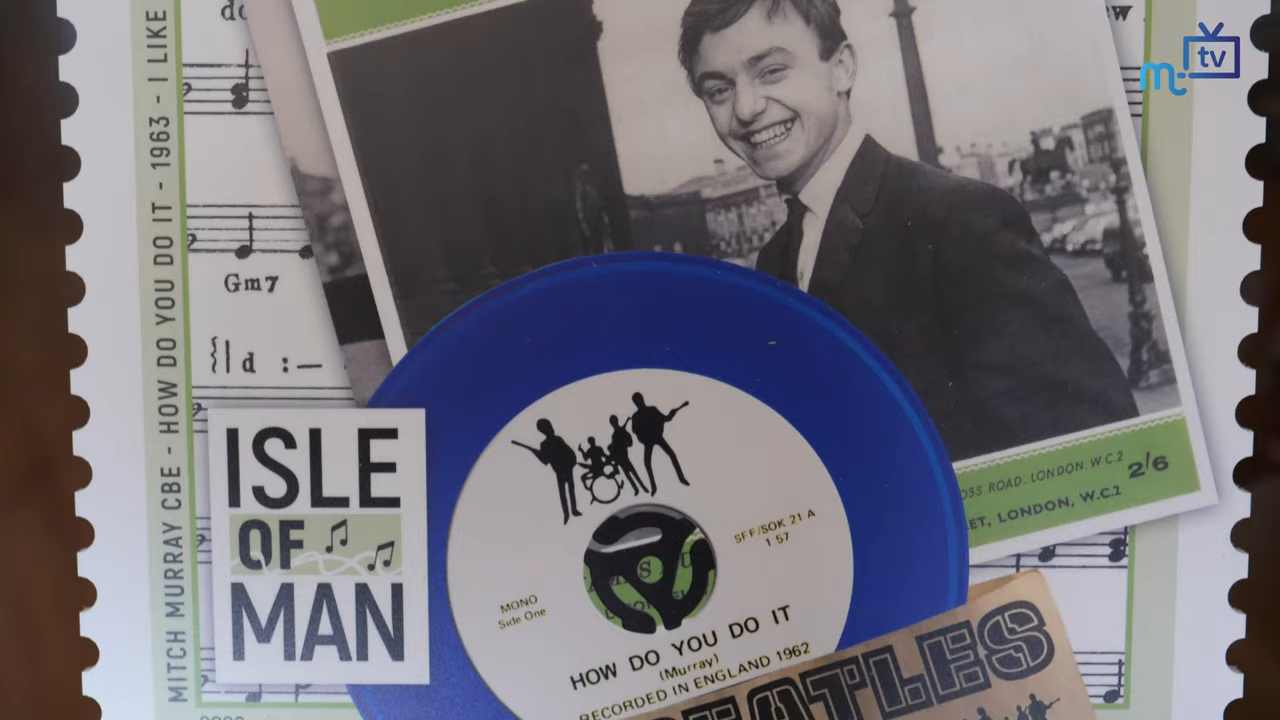 MITCH MURRAY CBE - HOW DO YOU DO IT - 1963 - I LIKE
m! tv
Gm7
d :–
ISLE
OF
MAN
SFF/SOK 21 A
1 57
MONO
Side One
HOW DO YOU DO IT
(Murray)
RECORDED IN ENGLAND 1962
BEATLES
ROAD. LONDON. W.C.2
2/6
LONDON, W.C.2